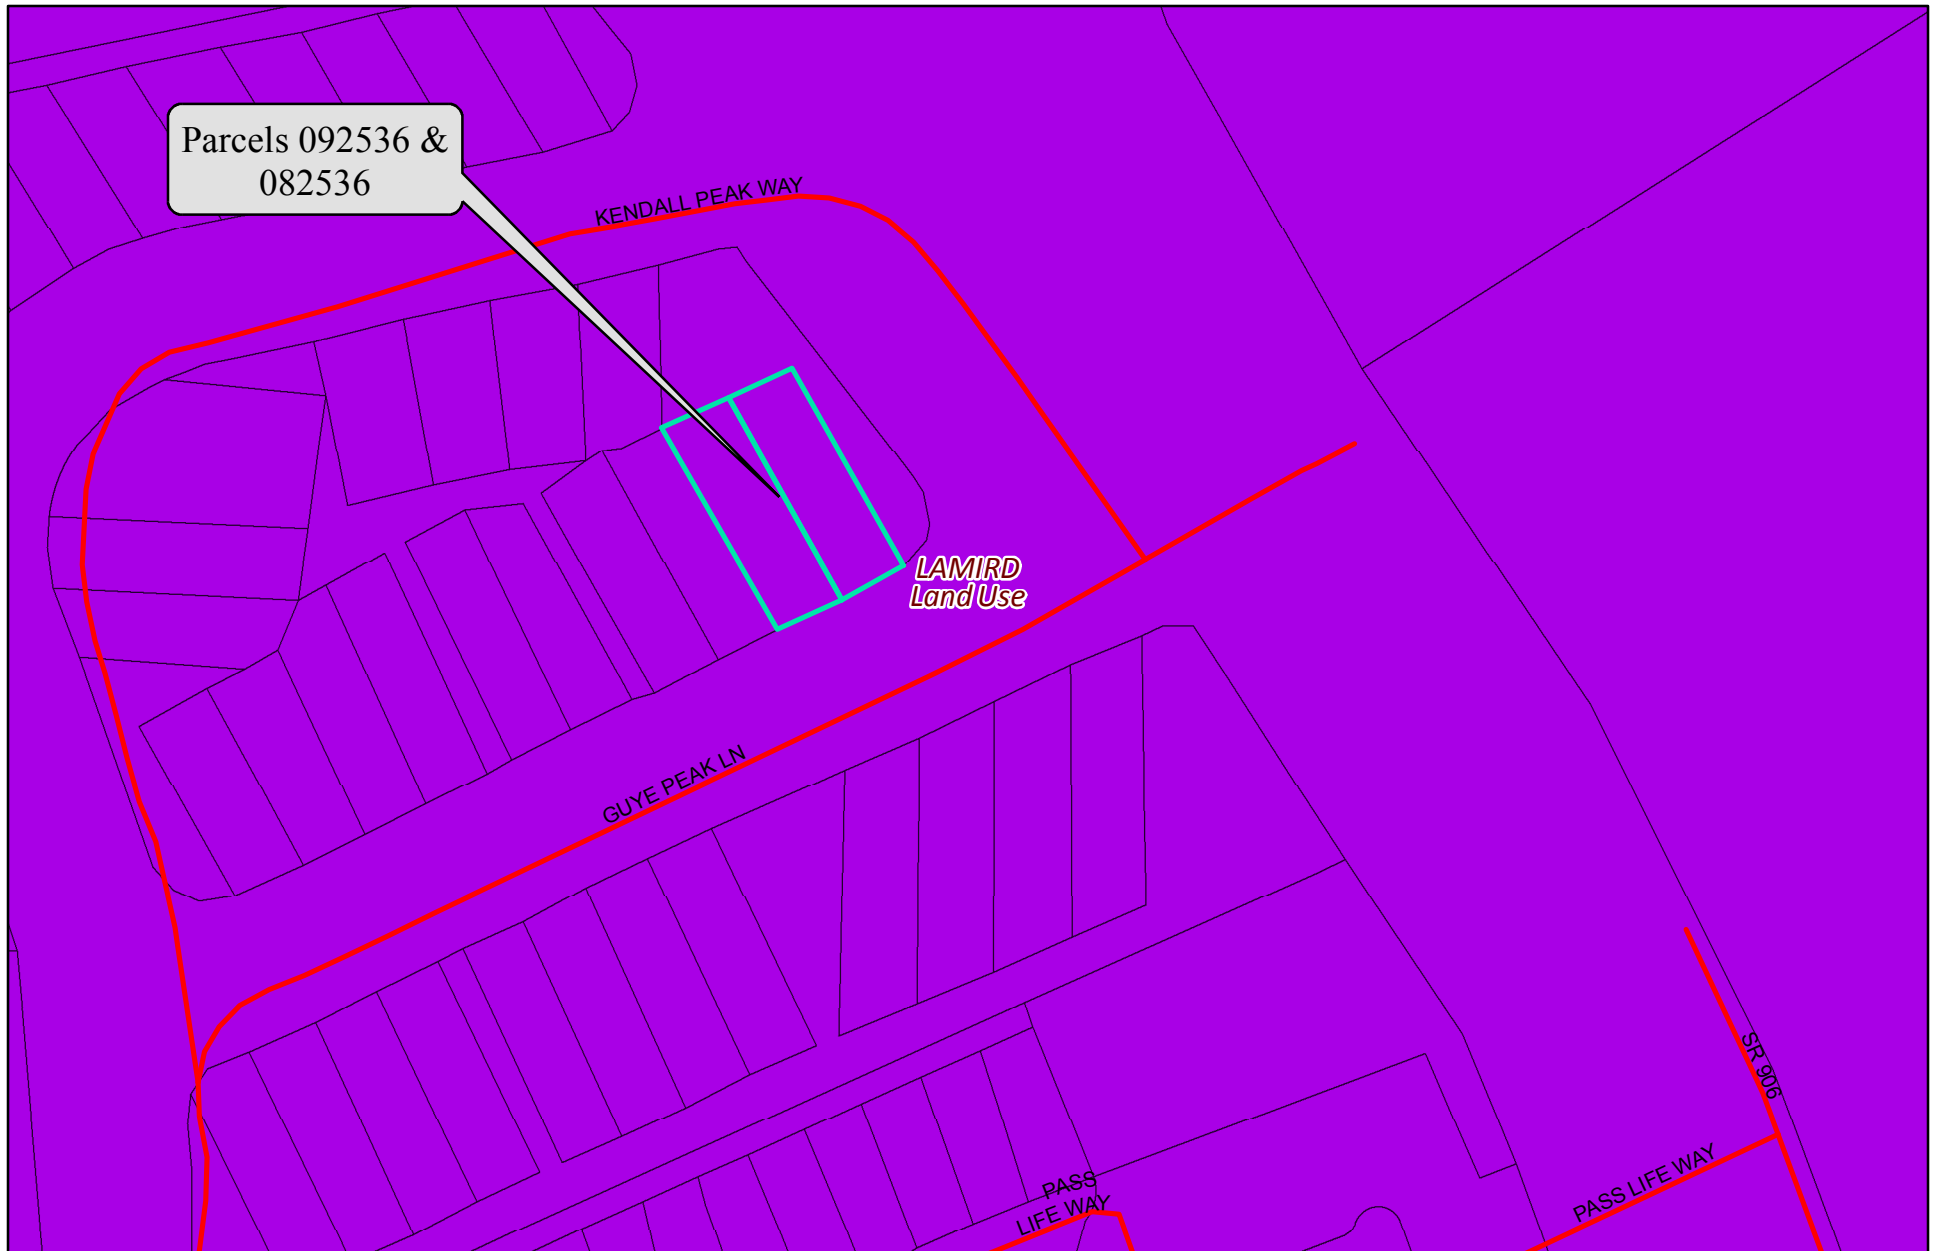 Parcels 092536 &
082536
KENDALL PEAK WAY
LAMIRD
Land Use
GUYE PEAK LN
SR 906
PASS
LIFE WAY
PASS LIFE WAY